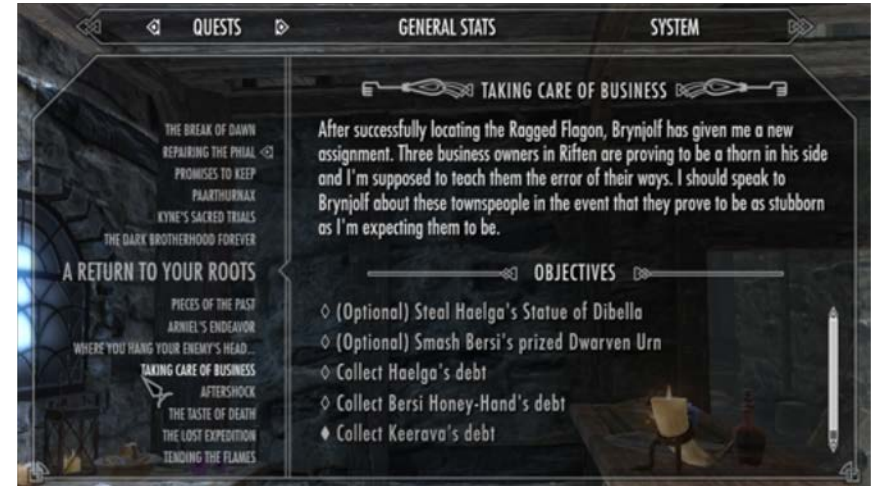 QUESTS
GENERAL STATS
SYSTEM
THE BREAK OF DAWN
REPAIRING THE PHIAL
PROMISES TO KEEP
PAARTHURNAX
KYNE'S SACRED TRIALS
THE DARK BROTHERHOOD FOREVER
A RETURN TO YOUR ROOTS
PIECES OF THE PAST
ARNIEL'S ENDEAVOR
WHERE YOU HANG YOUR ENEMY'S HEAD...
TAKING CARE OF BUSINESS
AFTERSHOCK
THE TASTE OF DEATH
THE LOST EXPEDITION
TENDING THE FLAMES
TAKING CARE OF BUSINESS
After successfully locating the Ragged Flagon, Brynjolf has given me a new
assignment. Three business owners in Riften are proving to be a thorn in his side
and I'm supposed to teach them the error of their ways. I should speak to
Brynjolf about these townspeople in the event that they prove to be as stubborn
as I'm expecting them to be.
OBJECTIVES
(Optional) Steal Haelga's Statue of Dibella
(Optional) Smash Bersi's prized Dwarven Urn
Collect Haelga's debt
Collect Bersi Honey-Hand's debt
Collect Keerava's debt